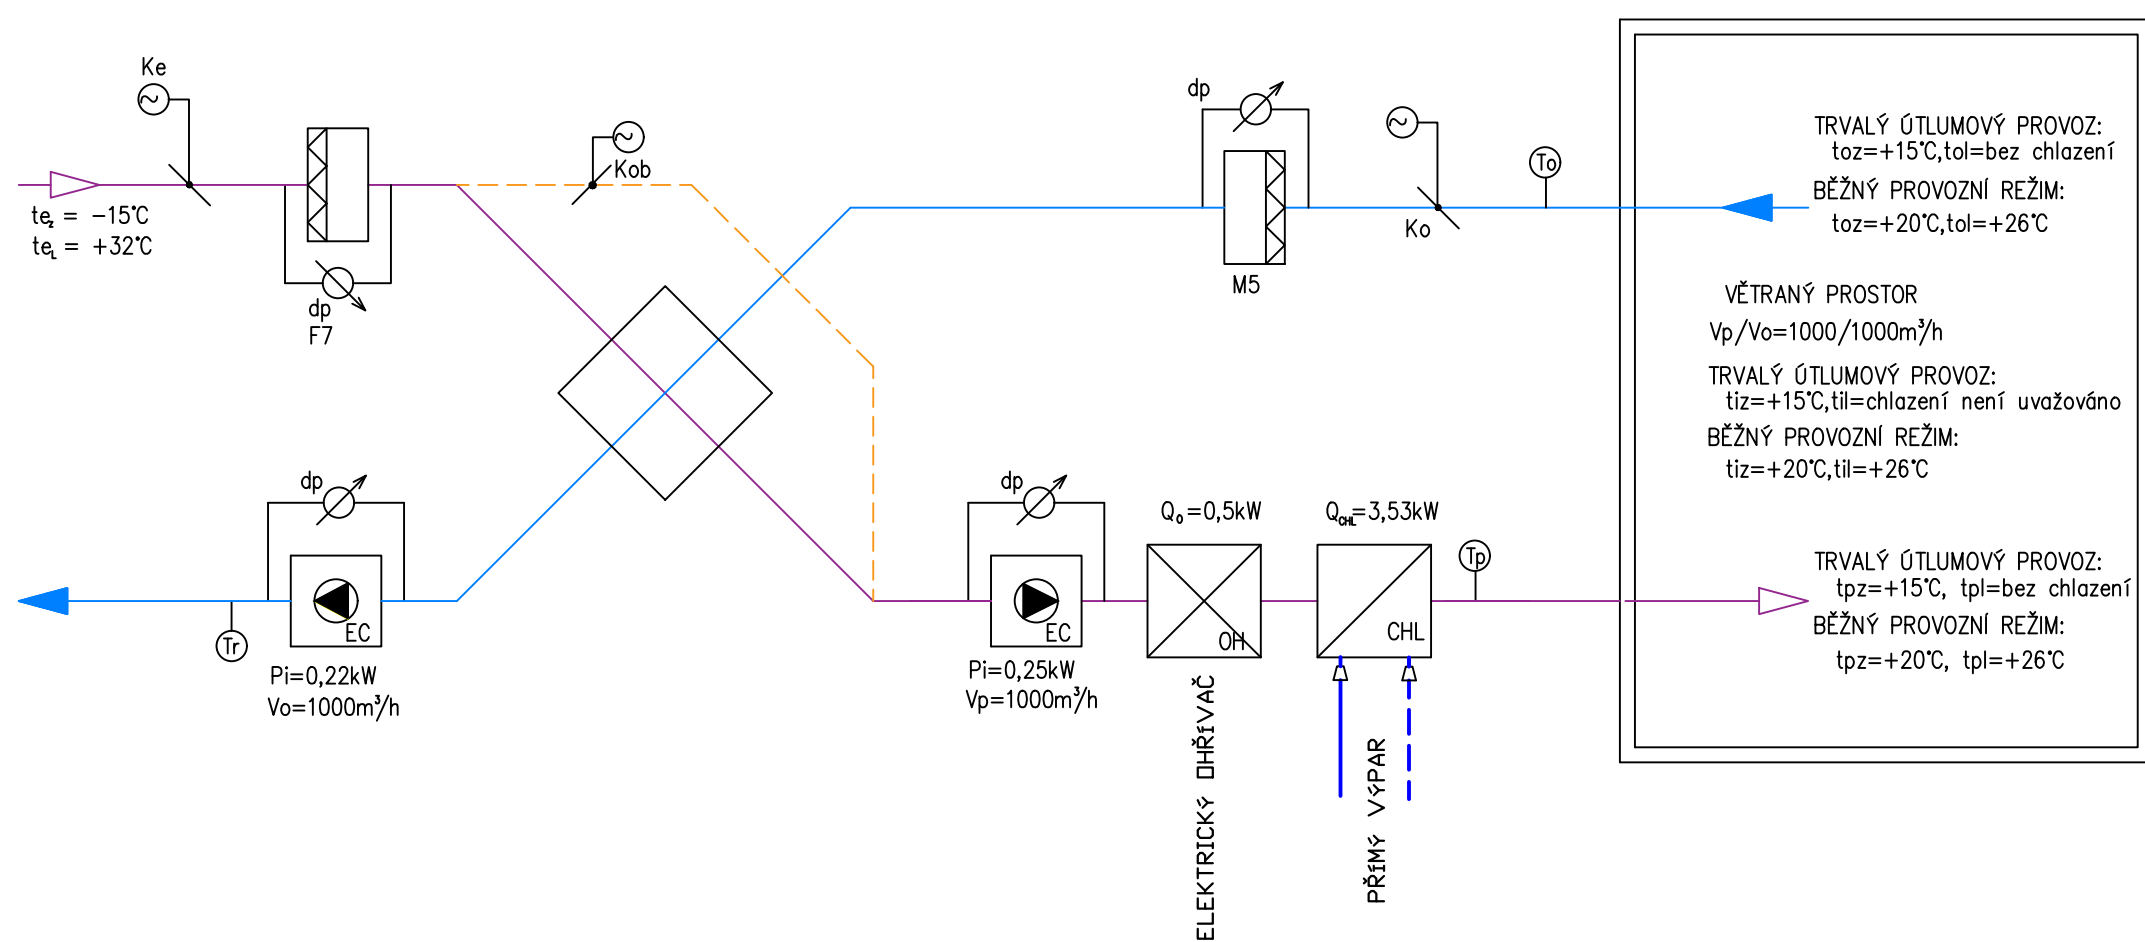 Ke
te_z = -15°C
te_L = +32°C
dp
F7
Kob
dp
M5
Ko
To
TRVALÝ ÚTLUMOVÝ PROVOZ:
toz=+15°C,tol=bez chlazení
BĚŽNÝ PROVOZNÍ REŽIM:
toz=+20°C,tol=+26°C
VĚTRANÝ PROSTOR
Vp/Vo=1000/1000m³/h
TRVALÝ ÚTLUMOVÝ PROVOZ:
tiz=+15°C,til=chlazení není uvažováno
BĚŽNÝ PROVOZNÍ REŽIM:
tiz=+20°C,til=+26°C
TRVALÝ ÚTLUMOVÝ PROVOZ:
tpz=+15°C, tpl=bez chlazení
BĚŽNÝ PROVOZNÍ REŽIM:
tpz=+20°C, tpl=+26°C
dp
EC
Tr
Pi=0,22kW
Vo=1000m³/h
dp
EC
Pi=0,25kW
Vp=1000m³/h
Q_o=0,5kW
OH
ELEKTRICKÝ OHŘÍVAČ
Q_CHL=3,53kW
CHL
PŘÍMÝ VÝPAR
Tp